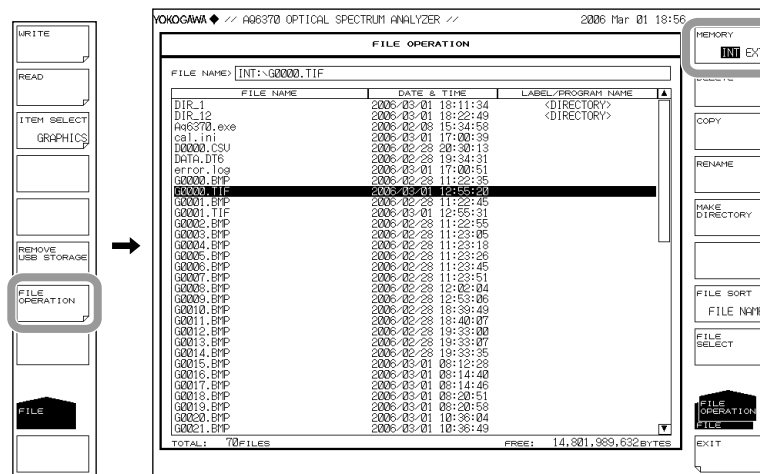 WRITE
READ
ITEM SELECT
GRAPHICS
REMOVE
USB STORAGE
FILE
OPERATION
FILE
YOKOGAWA ◆ // AQ6370 OPTICAL SPECTRUM ANALYZER // 2006 Mar 01 18:56
FILE OPERATION
FILE NAME> INT:\G0000.TIF
FILE NAME DATE & TIME LABEL/PROGRAM NAME
DIR_1 2006/03/01 18:11:34 <DIRECTORY>
DIR_12 2006/03/01 18:22:49 <DIRECTORY>
Aq6370.exe 2006/02/08 15:34:58
cal.ini 2006/03/01 17:00:39
D0000.CSV 2006/02/28 20:30:13
DATA.DT6 2006/02/28 19:34:31
error.log 2006/03/01 17:00:51
G0000.BMP 2006/02/28 11:22:35
G0000.TIF 2006/03/01 12:55:20
G0001.BMP 2006/02/28 11:22:45
G0001.TIF 2006/03/01 12:55:31
G0002.BMP 2006/02/28 11:22:55
G0003.BMP 2006/02/28 11:23:05
G0004.BMP 2006/02/28 11:23:18
G0005.BMP 2006/02/28 11:23:26
G0006.BMP 2006/02/28 11:23:45
G0007.BMP 2006/02/28 11:23:51
G0008.BMP 2006/02/28 12:02:04
G0009.BMP 2006/02/28 12:53:06
G0010.BMP 2006/02/28 18:39:49
G0011.BMP 2006/02/28 18:40:07
G0012.BMP 2006/02/28 19:33:00
G0013.BMP 2006/02/28 19:33:07
G0014.BMP 2006/02/28 19:33:35
G0015.BMP 2006/03/01 08:12:28
G0016.BMP 2006/03/01 08:14:40
G0017.BMP 2006/03/01 08:14:46
G0018.BMP 2006/03/01 08:20:51
G0019.BMP 2006/03/01 08:20:58
G0020.BMP 2006/03/01 10:36:04
G0021.BMP 2006/03/01 10:36:49
TOTAL: 70FILES FREE: 14,801,989,632BYTES
MEMORY
INT EXT
COPY
RENAME
MAKE
DIRECTORY
FILE SORT
FILE NAME
FILE
SELECT
FILE
OPERATION
FILE
EXIT